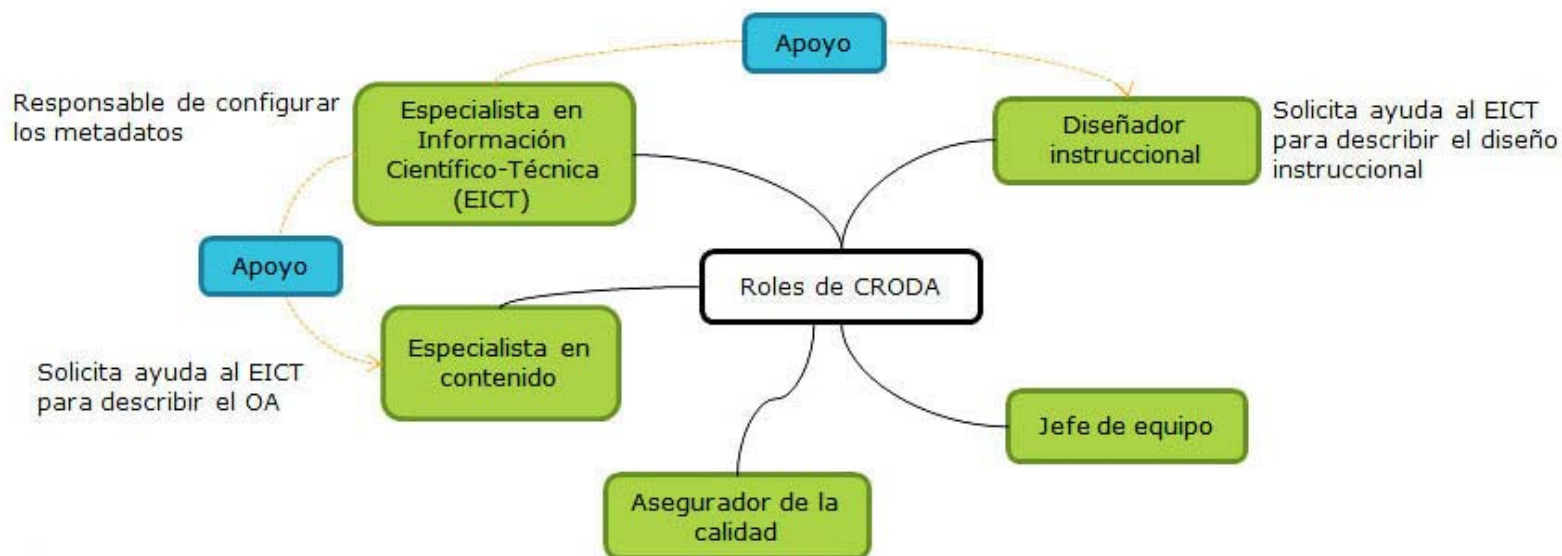 Apoyo
Responsable de configurar
los metadatos
Especialista en
Información
Científico-Técnica
(EICT)
Diseñador
instruccional
Solicita ayuda al EICT
para describir el diseño
instruccional
Apoyo
Roles de CRODA
Especialista en
contenido
Solicita ayuda al EICT
para describir el OA
Jefe de equipo
Asegurador de la
calidad